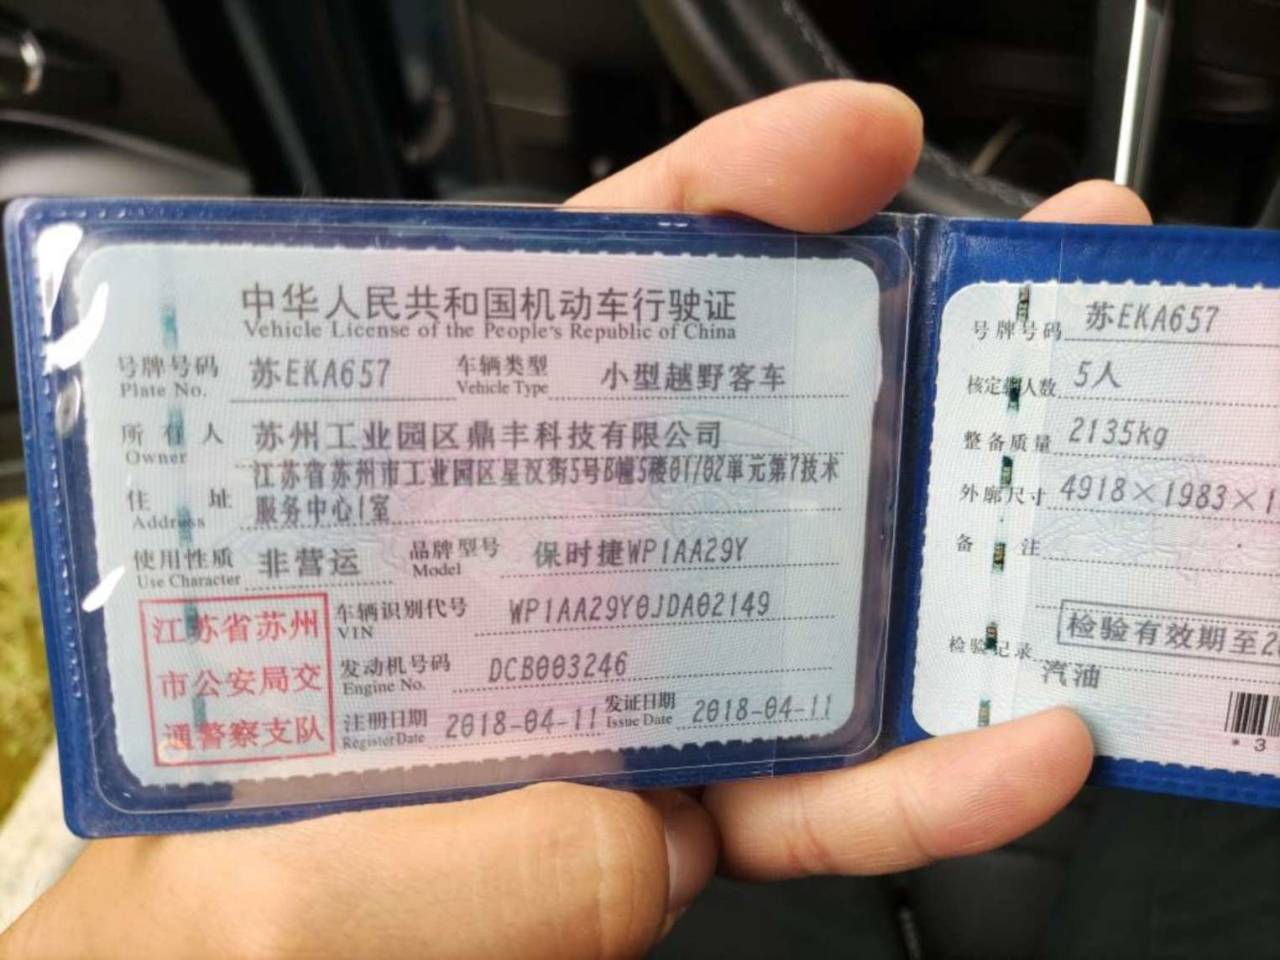 中华人民共和国机动车行驶证
Vehicle License of the People's Republic of China
号牌号码 苏EKA657 车辆类型 小型越野客车
Plate No. Vehicle Type
所有人 苏州工业园区鼎丰科技有限公司
Owner
住址 江苏省苏州市工业园区星汉街5号B幢5楼01/02单元第7技术
服务中心1室
Address
使用性质 非营运 品牌型号 保时捷WP1AA29Y
Use Character Model
江苏省苏州
市公安局交
通警察支队
车辆识别代号 WP1AA29Y0JDA02149
VIN
发动机号码 DCB003246
Engine No.
注册日期 2018-04-11 发证日期 2018-04-11
Register Date Issue Date
号牌号码 苏EKA657
核定载人数 5人
整备质量 2135kg
外廓尺寸 4918×1983×1
备注
检验有效期至2
检验记录
汽油
*3